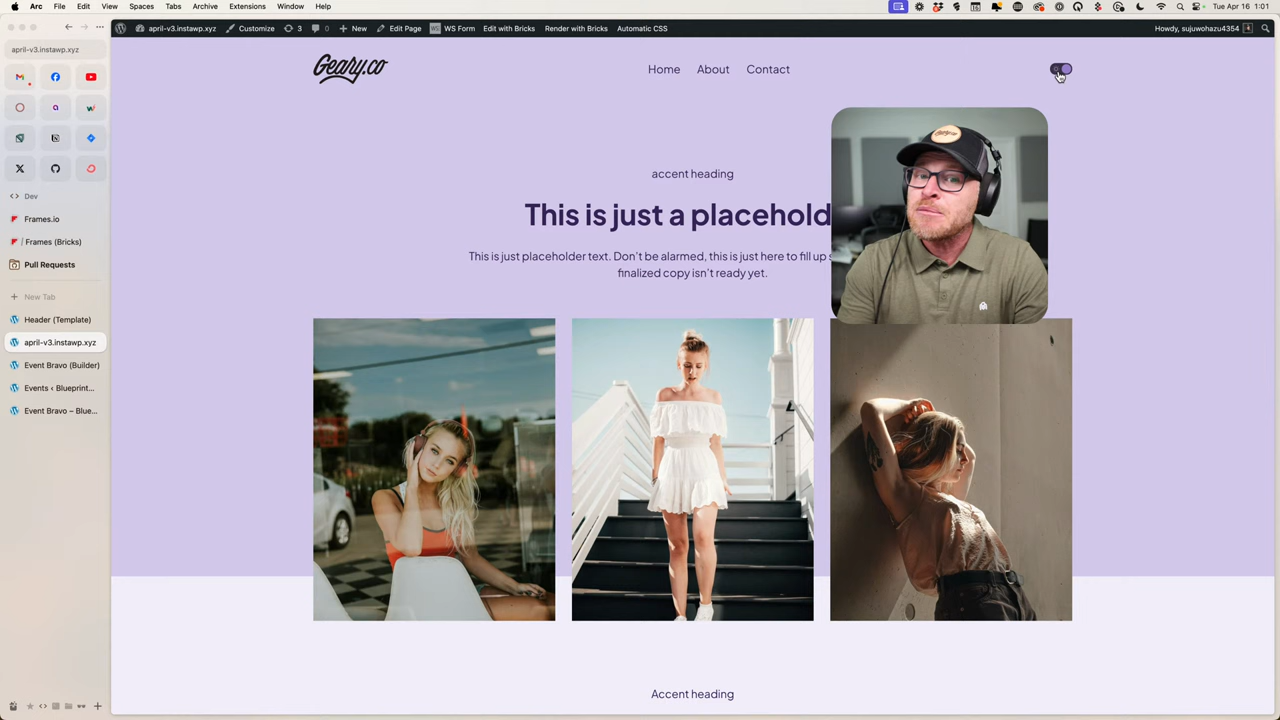 Arc File Edit View Spaces Tabs Archive Extensions Window Help
Tue Apr 16 1:01
april-v3.instawp.xyz Customize 3 0 New Edit Page WS Form Edit with Bricks Render with Bricks Automatic CSS
Howdy, sujuwohazu4354
april-v3.instawp.xyz
Dev
Frames.io
/ Frames (Bricks)
Pull Requests
New Tab
Header (Template)
april-v3.instawp.xyz
Event Bravo (Builder)
Events ‹ Blueprint...
Event Bravo ~ Blue...
Geary.co
Home About Contact
accent heading
This is just a placehold
This is just placeholder text. Don't be alarmed, this is just here to fill up s
finalized copy isn't ready yet.
Accent heading